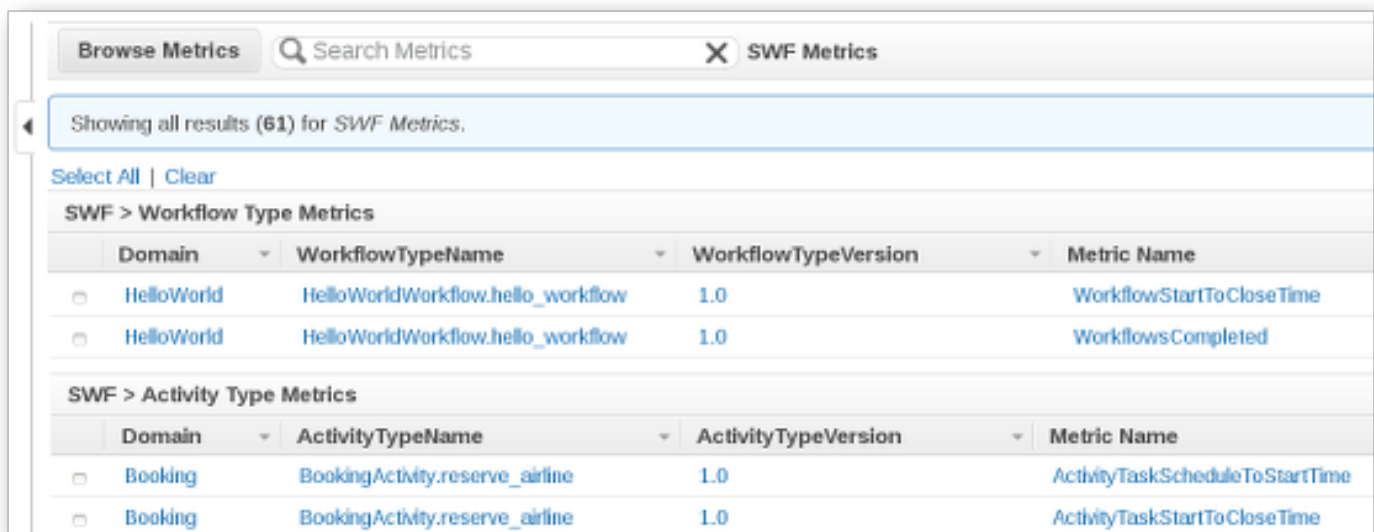 Browse Metrics Search Metrics SWF Metrics
Showing all results (61) for SWF Metrics.
Select All | Clear
SWF > Workflow Type Metrics
Domain WorkflowTypeName WorkflowTypeVersion Metric Name
HelloWorld HelloWorldWorkflow.hello_workflow 1.0 WorkflowStartToCloseTime
HelloWorld HelloWorldWorkflow.hello_workflow 1.0 WorkflowsCompleted
SWF > Activity Type Metrics
Domain ActivityTypeName ActivityTypeVersion Metric Name
Booking BookingActivity.reserve_airline 1.0 ActivityTaskScheduleToStartTime
Booking BookingActivity.reserve_airline 1.0 ActivityTaskStartToCloseTime